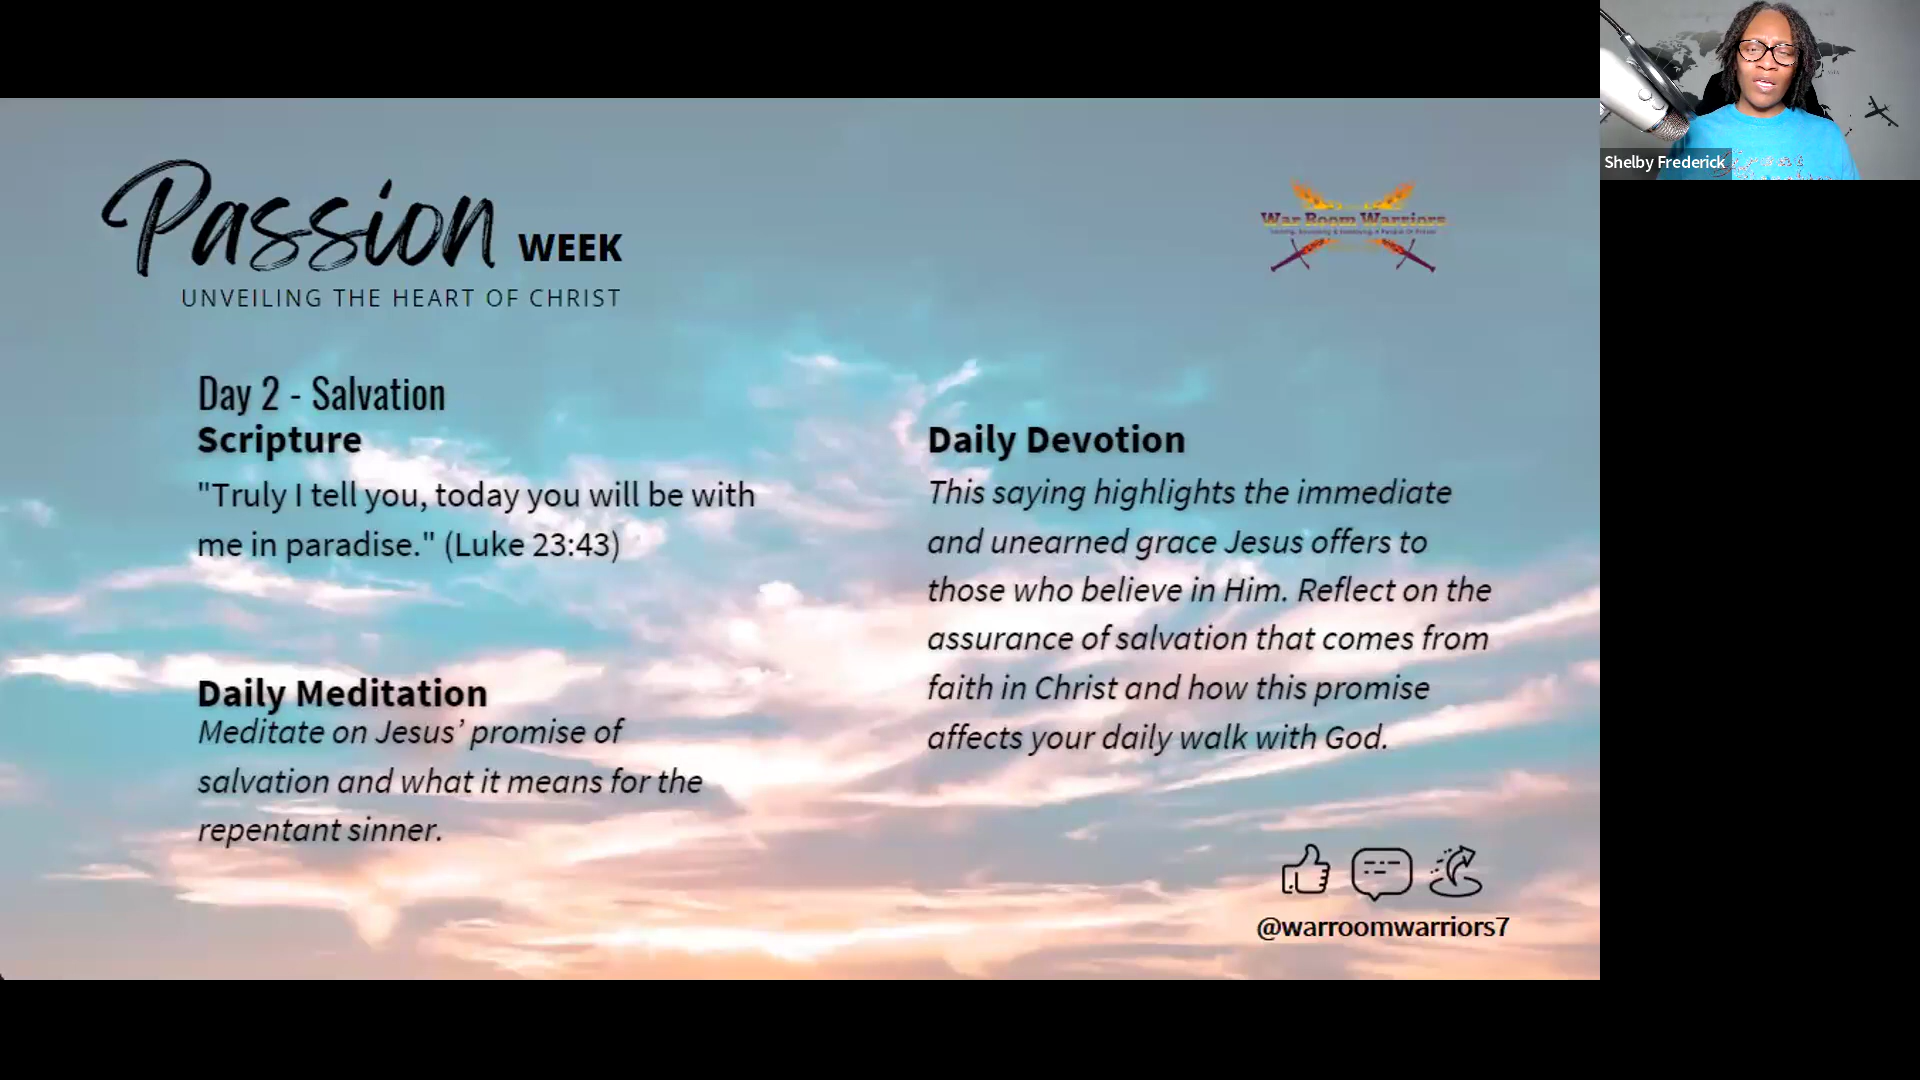 Passion WEEK
UNVEILING THE HEART OF CHRIST
War Room Warriors
Day 2 - Salvation
Scripture
"Truly I tell you, today you will be with
me in paradise." (Luke 23:43)
Daily Meditation
Meditate on Jesus’ promise of
salvation and what it means for the
repentant sinner.
Daily Devotion
This saying highlights the immediate
and unearned grace Jesus offers to
those who believe in Him. Reflect on the
assurance of salvation that comes from
faith in Christ and how this promise
affects your daily walk with God.
@warroomwarriors7
Shelby Frederick